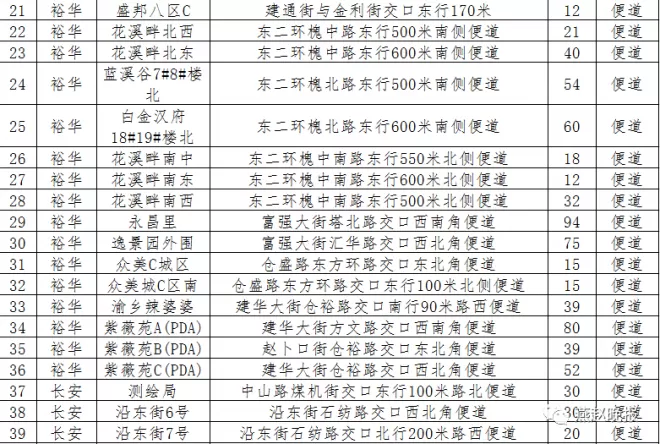 21 裕华 盛邦八区C 建通街与金利街交口东行170米 12 便道
22 裕华 花溪畔北西 东二环槐中路东行500米南侧便道 21 便道
23 裕华 花溪畔北东 东二环槐中路东行600米南侧便道 40 便道
24 裕华 蓝溪谷7#8#楼北 东二环槐北路东行500米南侧便道 54 便道
25 裕华 白金汉府18#19#楼北 东二环槐北路东行600米南侧便道 60 便道
26 裕华 花溪畔南中 东二环槐中南路东行550米北侧便道 18 便道
27 裕华 花溪畔南东 东二环槐中南路东行600米北侧便道 12 便道
28 裕华 花溪畔南西 东二环槐中南路东行500米北侧便道 32 便道
29 裕华 永昌里 富强大街塔北路交口西南角便道 94 便道
30 裕华 逸景园外围 富强大街汇华路交口西南角便道 75 便道
31 裕华 众美C城区 仓盛路东方环路交口东北角便道 15 便道
32 裕华 众美城C区南 仓盛路东方环路交口东行100米北侧便道 15 便道
33 裕华 渝乡辣婆婆 建华大街仓裕路交口南行90米路西便道 39 便道
34 裕华 紫薇苑A(PDA) 建华大街方文路交口西南角便道 80 便道
35 裕华 紫薇苑B(PDA) 赵卜口街仓裕路交口东北角便道 39 便道
36 裕华 紫薇苑C(PDA) 建华大街仓裕路交口西北角便道 52 便道
37 长安 测绘局 中山路煤机街交口东行100米路北便道 30 便道
38 长安 沿东街6号 沿东街石纺路交口西北角便道 30 便道
39 长安 沿东街7号 沿东街石纺路交口北行200米路西便道 20 便道
燕赵晚报